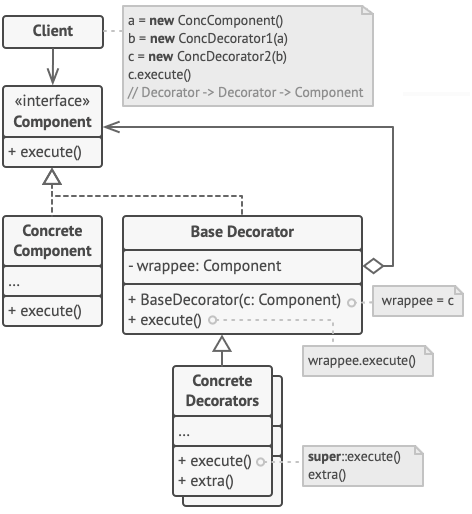 Client
a = new ConcComponent()
b = new ConcDecorator1(a)
c = new ConcDecorator2(b)
c.execute()
// Decorator -> Decorator -> Component
«interface»
Component
+ execute()
Concrete
Component
...
+ execute()
Base Decorator
- wrappee: Component
+ BaseDecorator(c: Component)
+ execute()
wrappee = c
wrappee.execute()
Concrete
Decorators
...
+ execute()
+ extra()
super::execute()
extra()